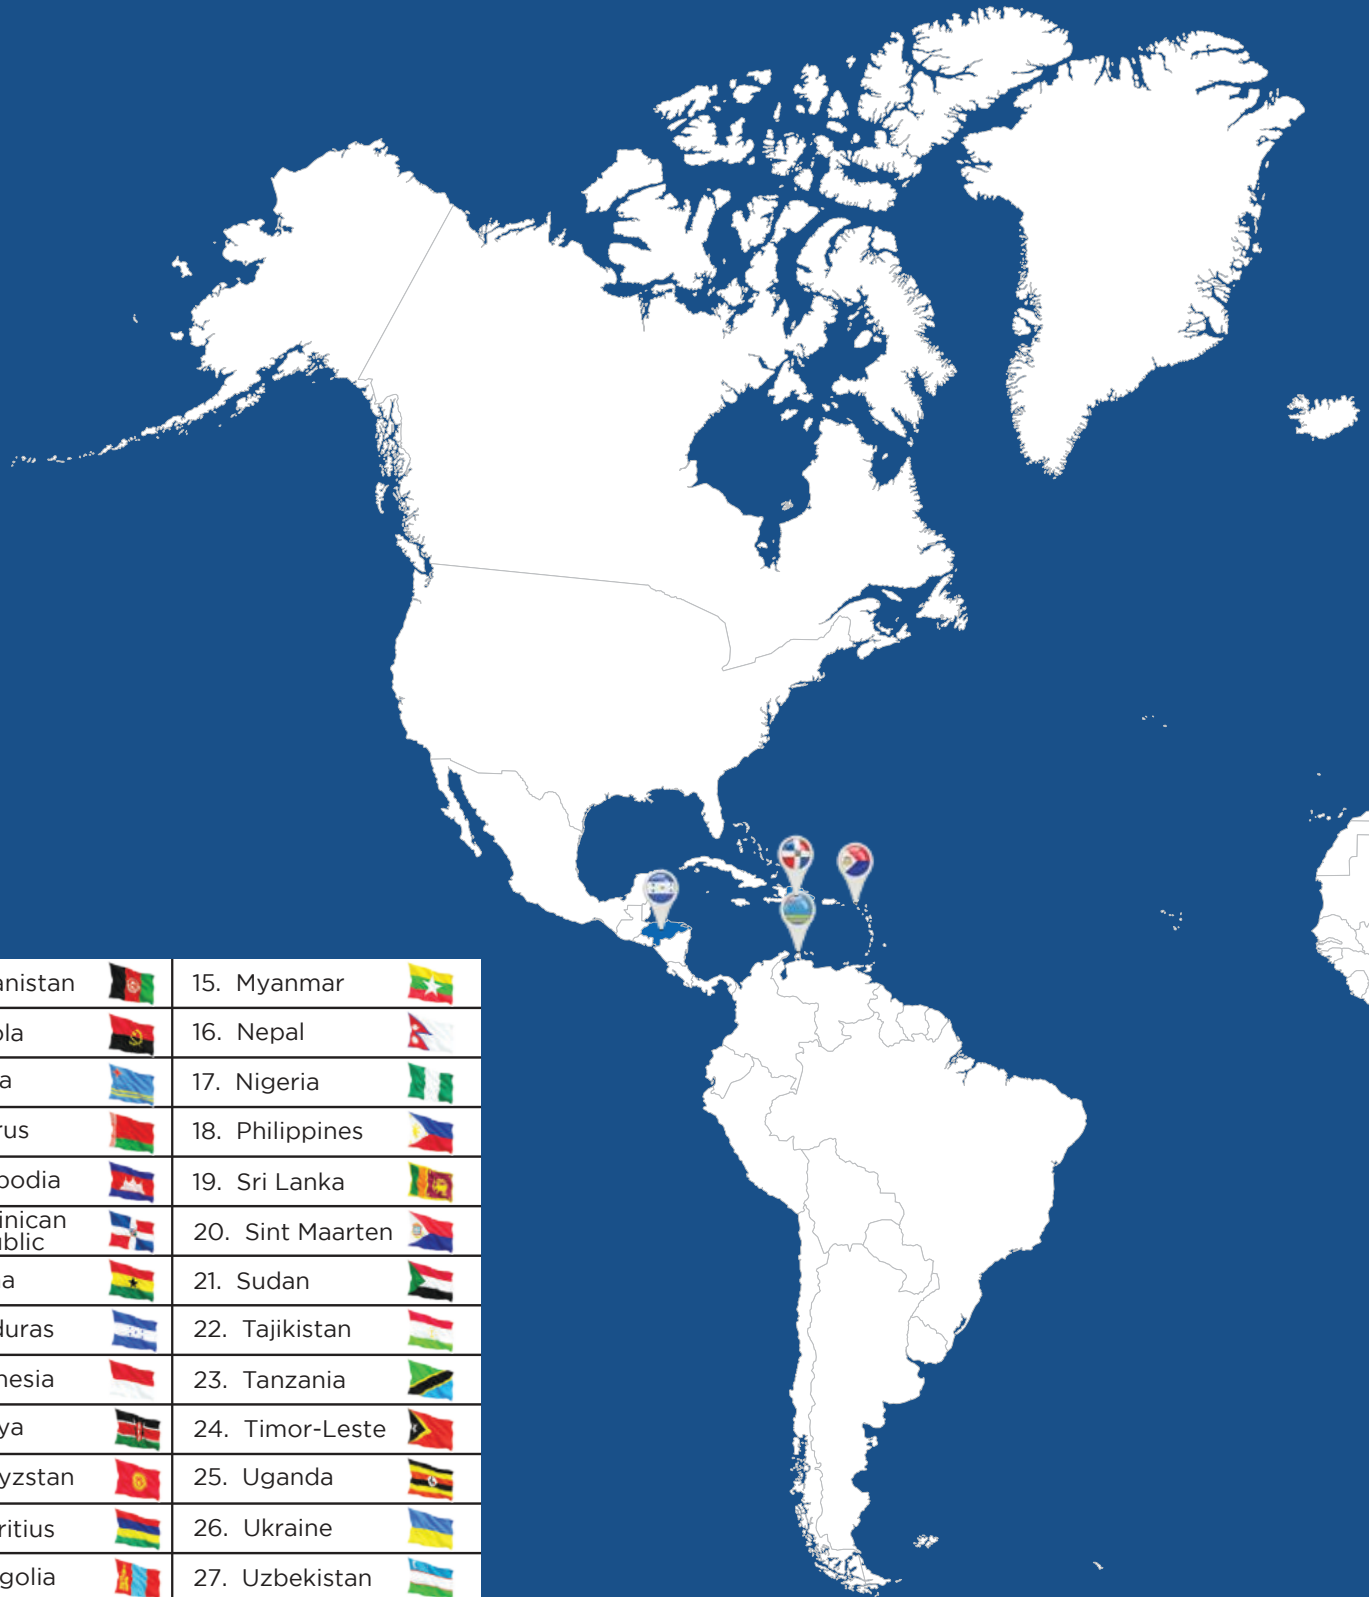 anistan
15. Myanmar
ola
16. Nepal
a
17. Nigeria
rus
18. Philippines
bodia
19. Sri Lanka
inican
ublic
20. Sint Maarten
a
21. Sudan
duras
22. Tajikistan
nesia
23. Tanzania
ya
24. Timor-Leste
yzstan
25. Uganda
ritius
26. Ukraine
golia
27. Uzbekistan